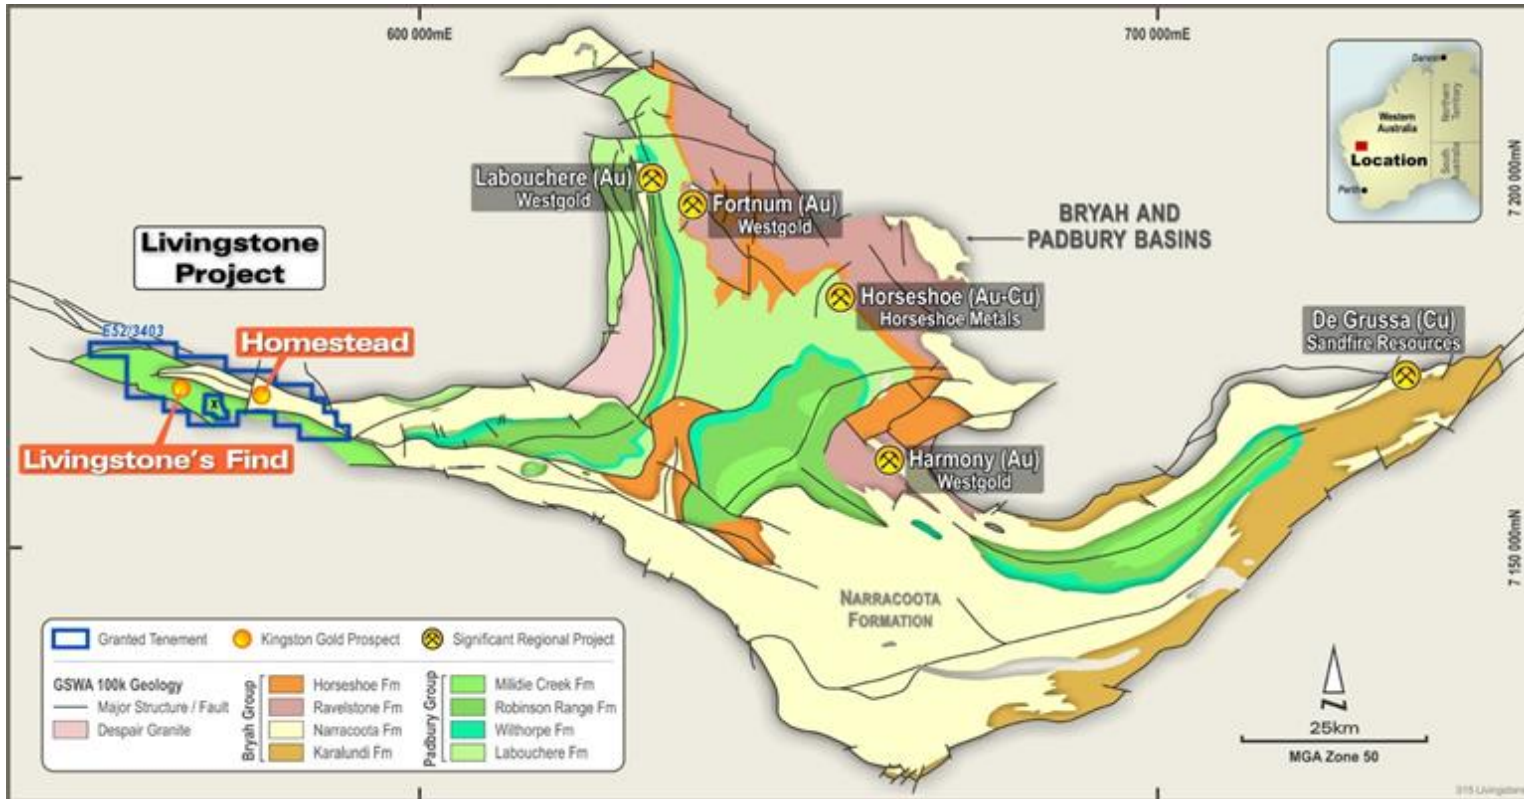 600 000mE
700 000mE
Darwin
Western
Australia
Northern
Territory
South
Australia
Location
Perth
7 200 000mN
Labouchere (Au)
Westgold
Fortnum (Au)
Westgold
BRYAH AND
PADBURY BASINS
Livingstone
Project
Horseshoe (Au-Cu)
Horseshoe Metals
De Grussa (Cu)
Sandfire Resources
E52/3403
Homestead
Livingstone's Find
Harmony (Au)
Westgold
7 150 000mN
NARRACOOTA
FORMATION
Granted Tenement
Kingston Gold Prospect
Significant Regional Project
GSWA 100k Geology
Major Structure / Fault
Despair Granite
Bryah Group
Horseshoe Fm
Ravelstone Fm
Narracoota Fm
Karalundi Fm
Padbury Group
Milidie Creek Fm
Robinson Range Fm
Wilthorpe Fm
Labouchere Fm
N
25km
MGA Zone 50